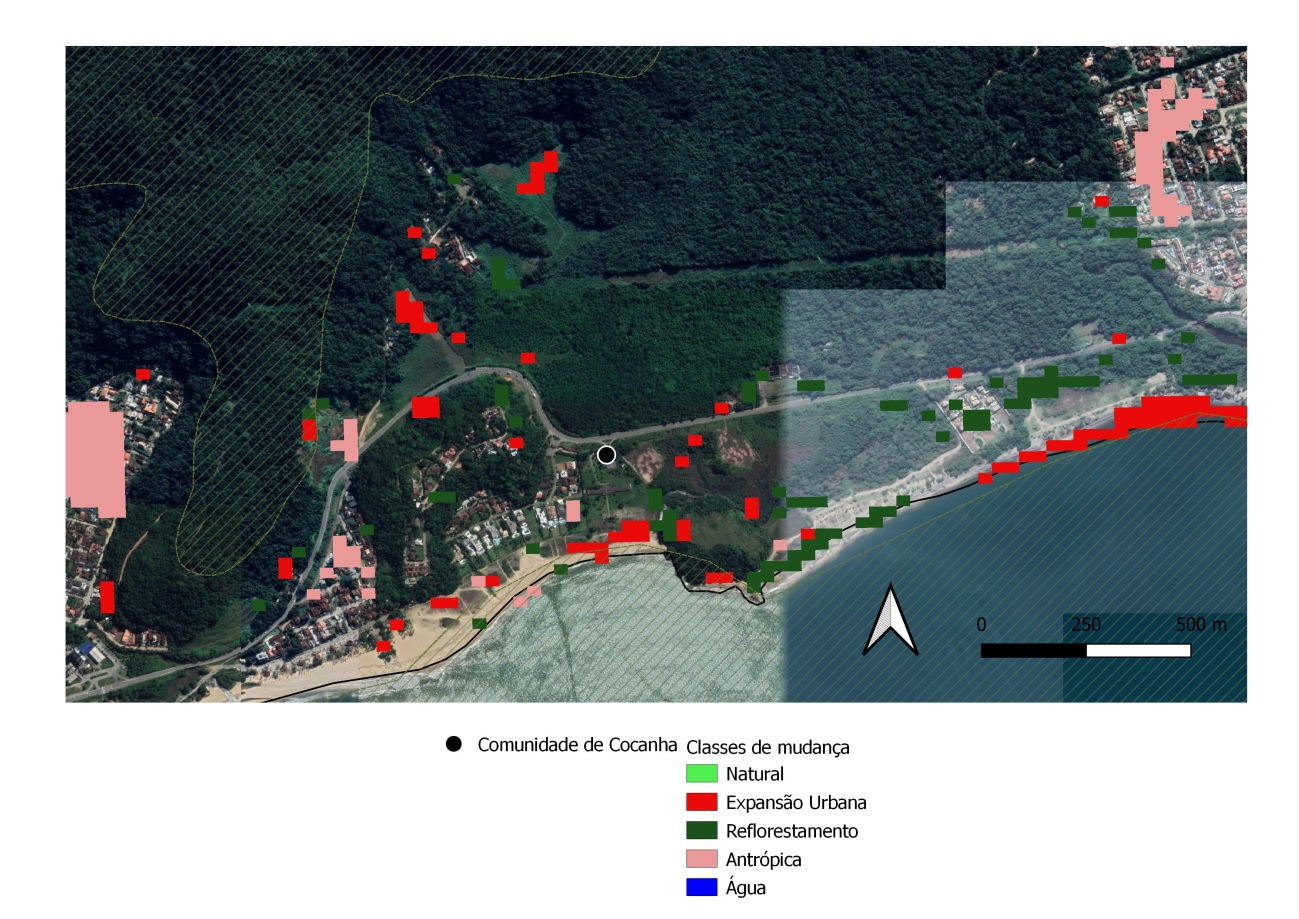 0 250 500 m
Comunidade de Cocanha
Classes de mudança
Natural
Expansão Urbana
Reflorestamento
Antrópica
Água